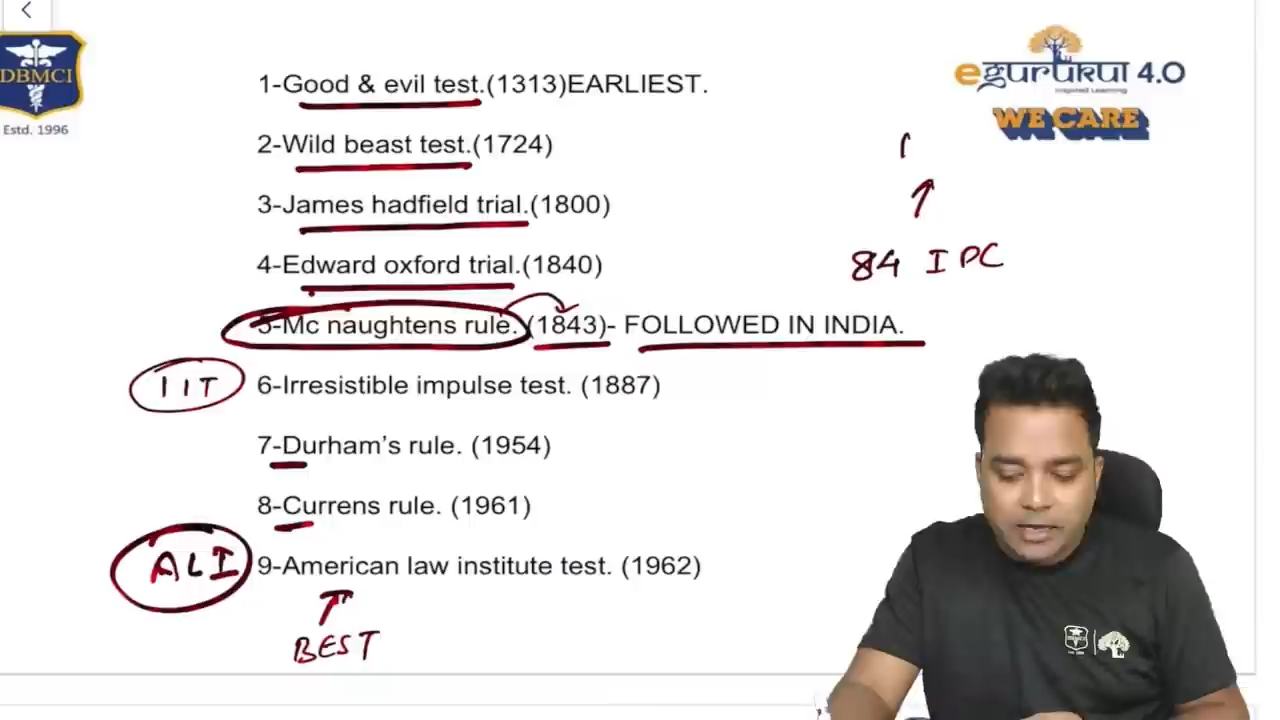 DBMCI
Estd. 1996
egurukul 4.0
Inspired Learning
WE CARE
1-Good & evil test.(1313)EARLIEST.
2-Wild beast test.(1724)
3-James hadfield trial.(1800)
4-Edward oxford trial.(1840)
84 IPC
5-Mc naughtens rule. (1843)- FOLLOWED IN INDIA.
IIT
6-Irresistible impulse test. (1887)
7-Durham's rule. (1954)
8-Currens rule. (1961)
ALI
9-American law institute test. (1962)
BEST